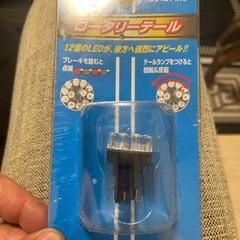 ロータリーテール
12個のLEDが、後方へ強烈にアピール!!
ブレーキを踏むと
点滅
テールランプをつけると
回転&反転